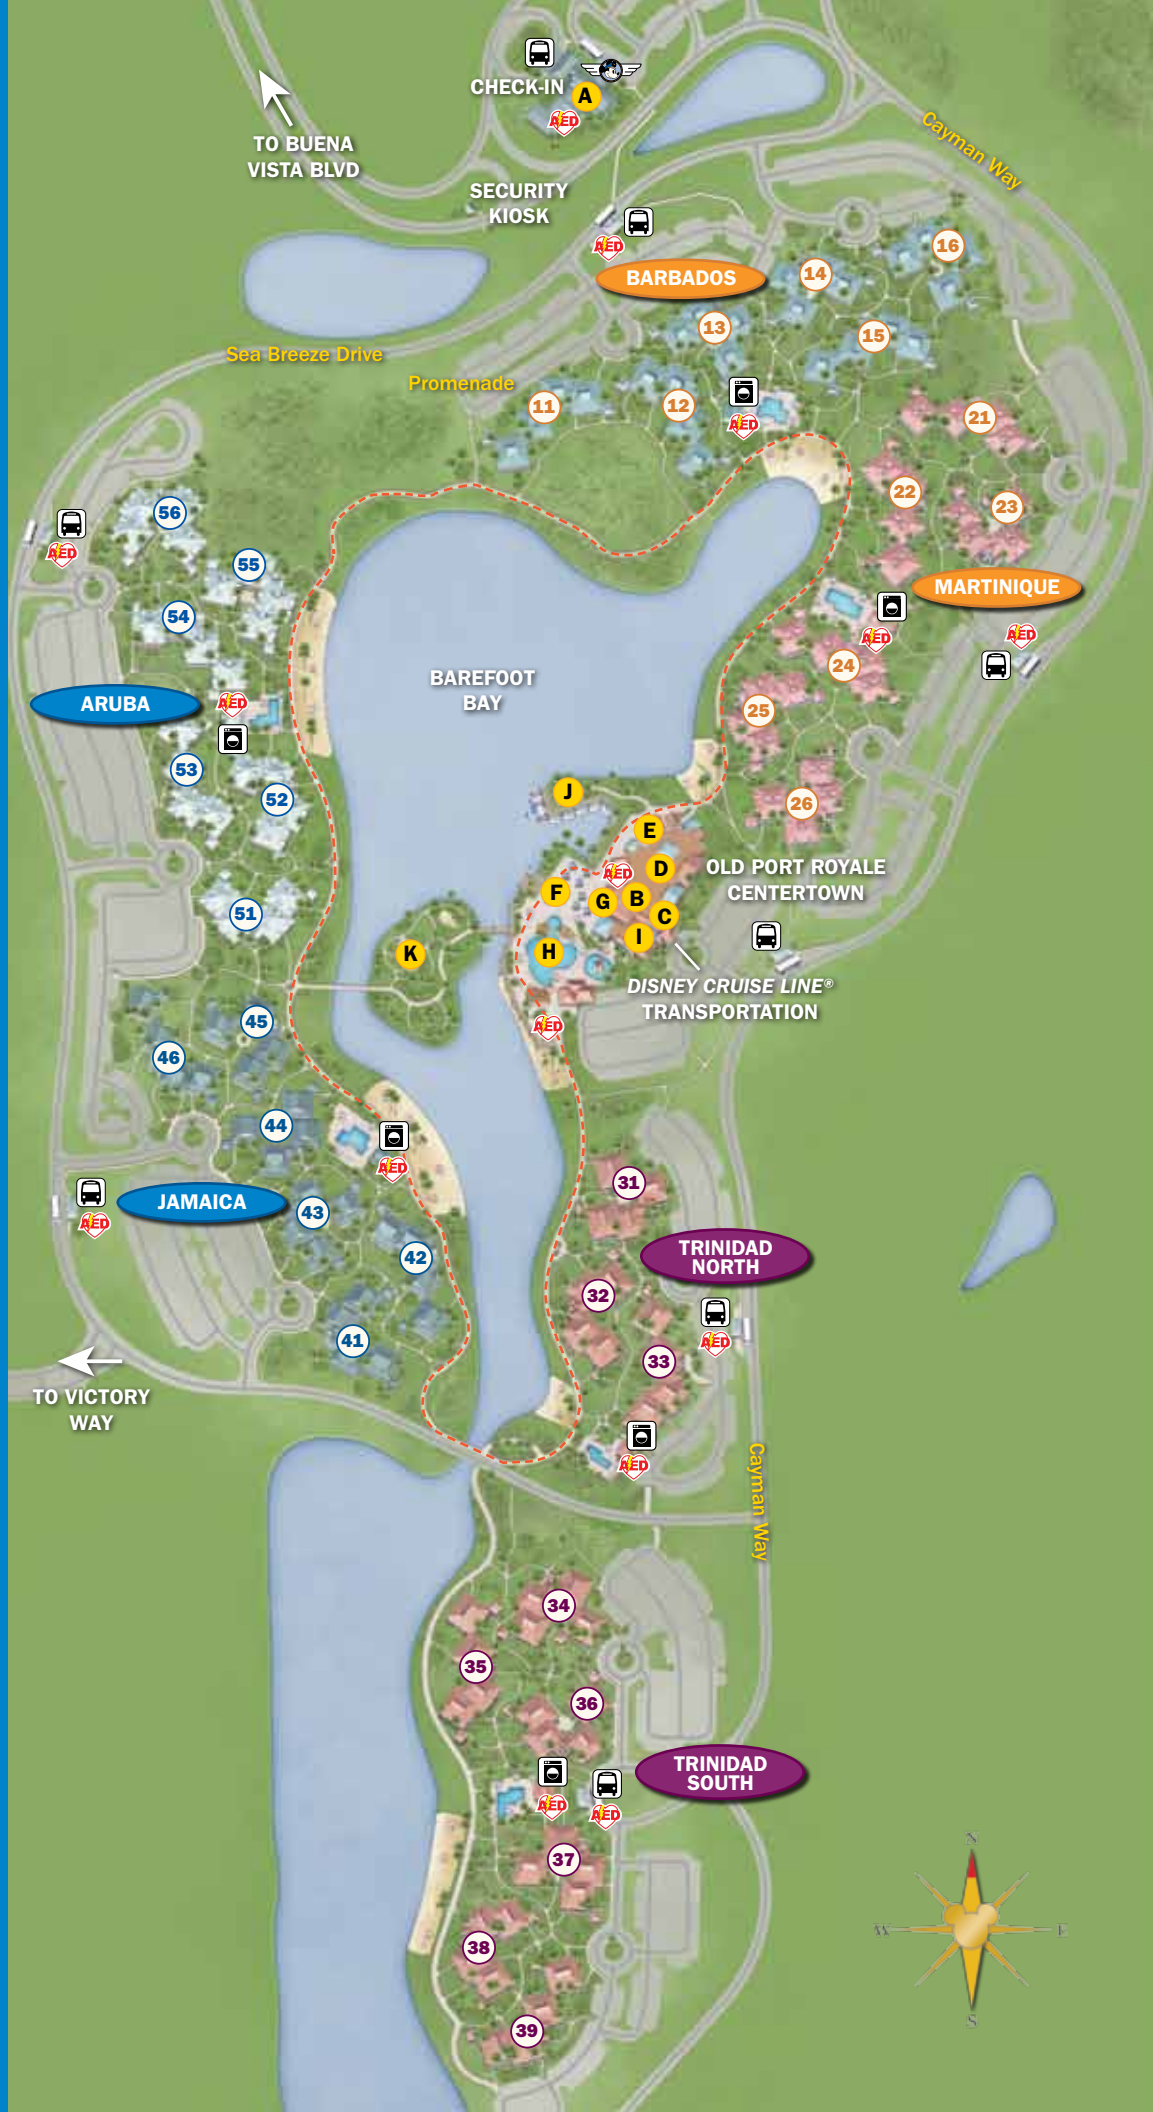 CHECK-IN
A
AED
TO BUENA
VISTA BLVD
Cayman Way
SECURITY
KIOSK
AED
16
BARBADOS
14
13
15
Sea Breeze Drive
Promenade
11
12
AED
21
22
23
56
AED
55
MARTINIQUE
54
AED
AED
24
BAREFOOT
BAY
ARUBA
AED
25
53
52
J
26
E
D
AED
OLD PORT ROYALE
CENTERTOWN
F
G
B
C
51
I
K
H
DISNEY CRUISE LINE®
TRANSPORTATION
45
AED
46
44
AED
31
JAMAICA
AED
43
42
TRINIDAD
NORTH
32
41
AED
33
TO VICTORY
WAY
AED
Cayman Way
34
35
36
TRINIDAD
SOUTH
AED
AED
37
N
W
E
S
38
39